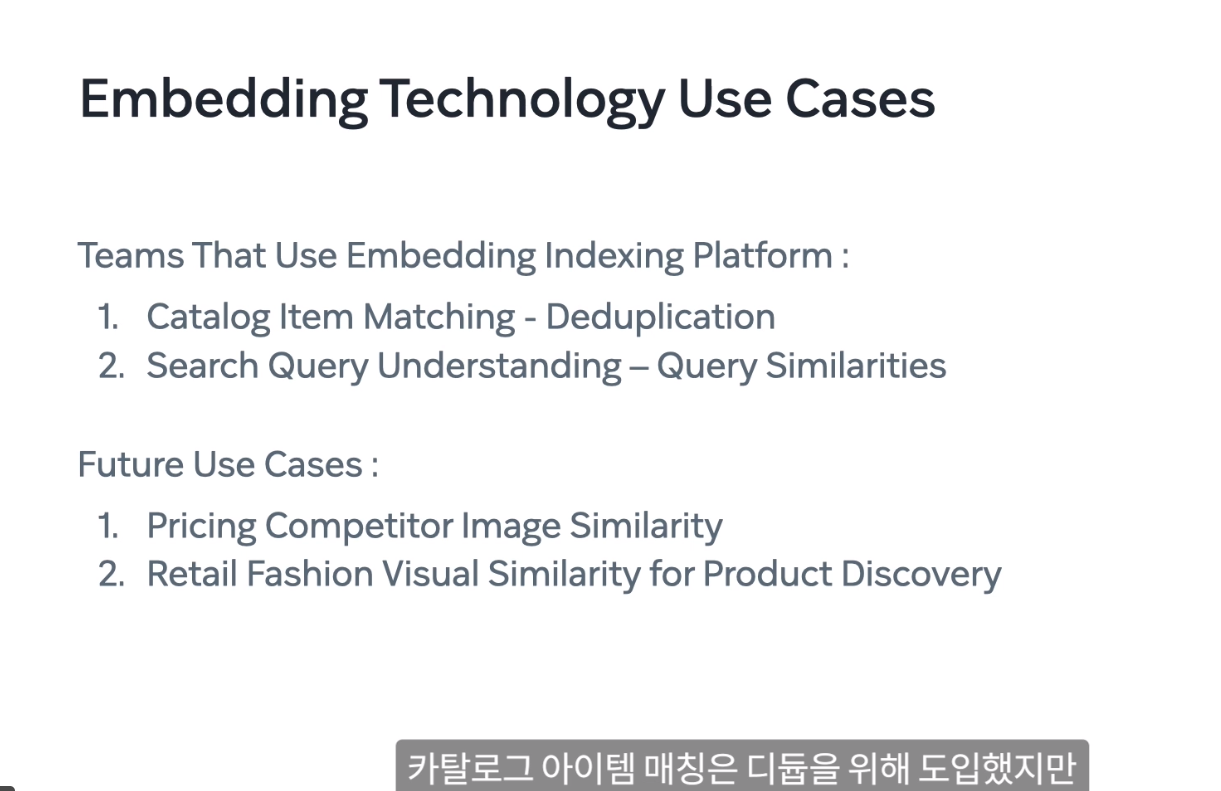 Embedding Technology Use Cases
Teams That Use Embedding Indexing Platform :
1. Catalog Item Matching - Deduplication
2. Search Query Understanding – Query Similarities
Future Use Cases :
1. Pricing Competitor Image Similarity
2. Retail Fashion Visual Similarity for Product Discovery
카탈로그 아이템 매칭은 디듑을 위해 도입했지만